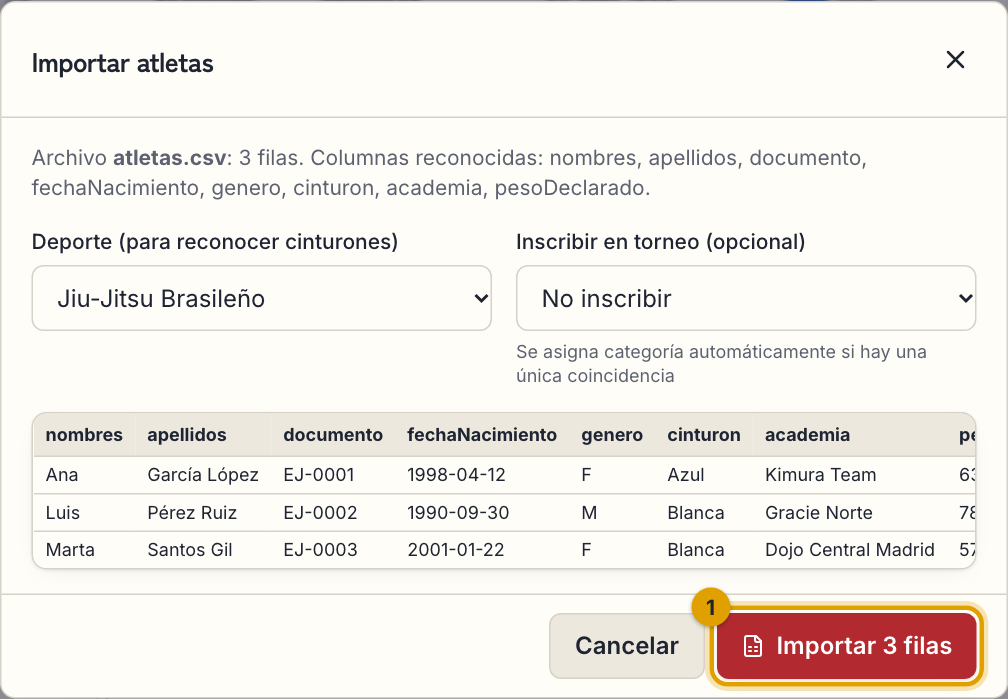 Importar atletas
Archivo atletas.csv: 3 filas. Columnas reconocidas: nombres, apellidos, documento,
fechaNacimiento, genero, cinturon, academia, pesoDeclarado.
Deporte (para reconocer cinturones)
Jiu-Jitsu Brasileño
Inscribir en torneo (opcional)
No inscribir
Se asigna categoría automáticamente si hay una
única coincidencia
nombres apellidos documento fechaNacimiento genero cinturon academia
Ana García López EJ-0001 1998-04-12 F Azul Kimura Team
Luis Pérez Ruiz EJ-0002 1990-09-30 M Blanca Gracie Norte
Marta Santos Gil EJ-0003 2001-01-22 F Blanca Dojo Central Madrid
Cancelar
1
Importar 3 filas